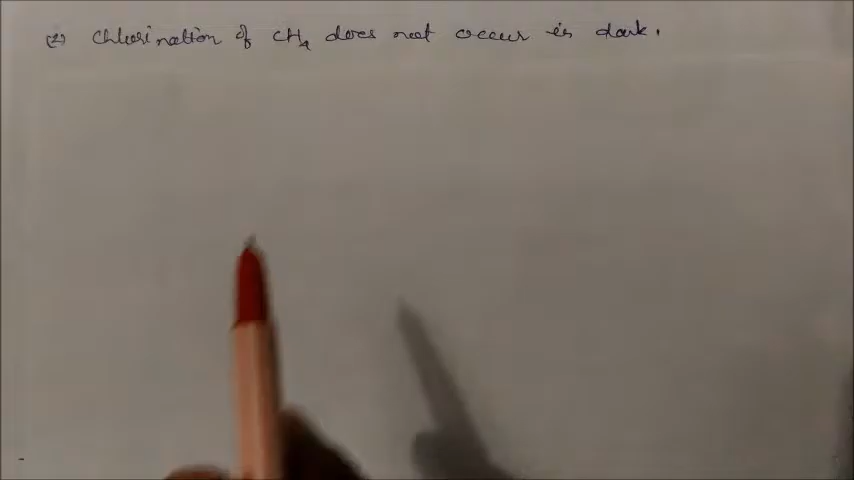 (2) Chlorination of CH4 does not occur in dark.